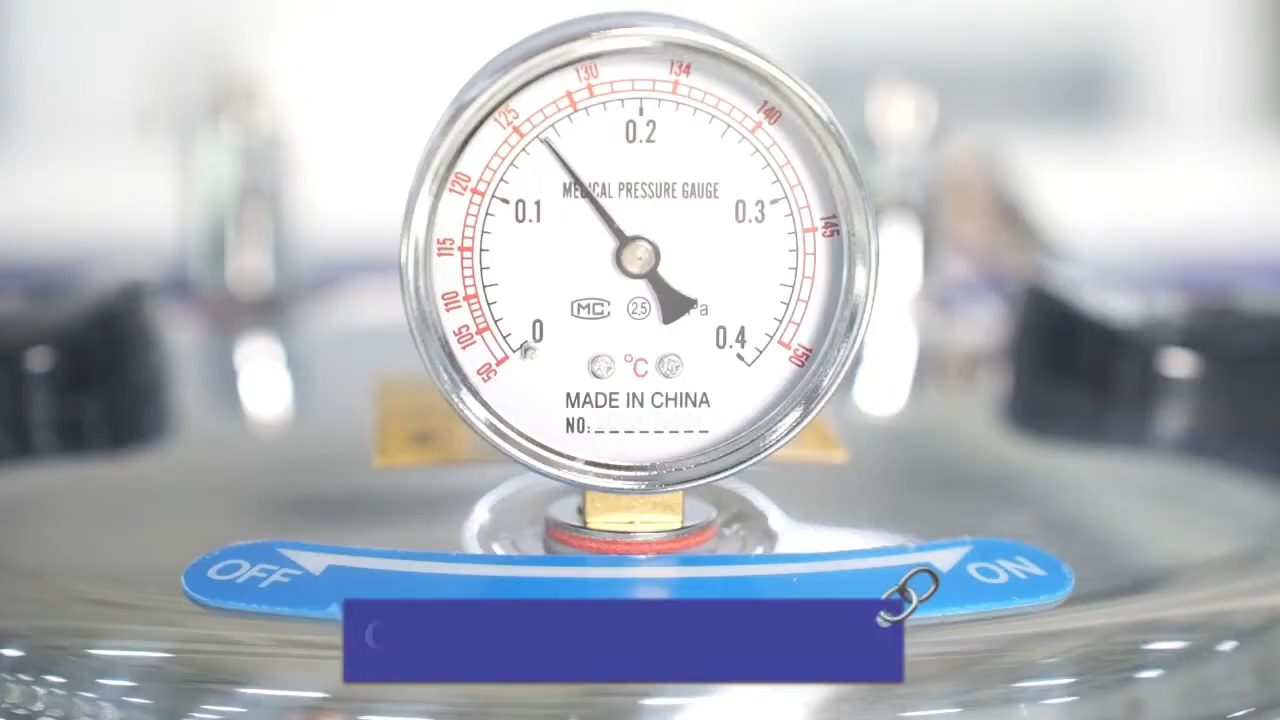 130 134
125 140
0.2
120 MEDICAL PRESSURE GAUGE
0.1 0.3 145
115
110 MC 2,5 Pa
105 0 0.4
50 °C 150
MADE IN CHINA
NO:
OFF ON